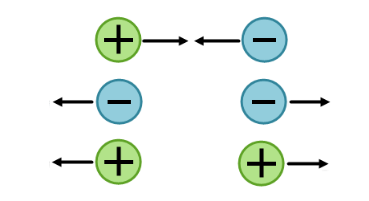 + −
− −
+ +